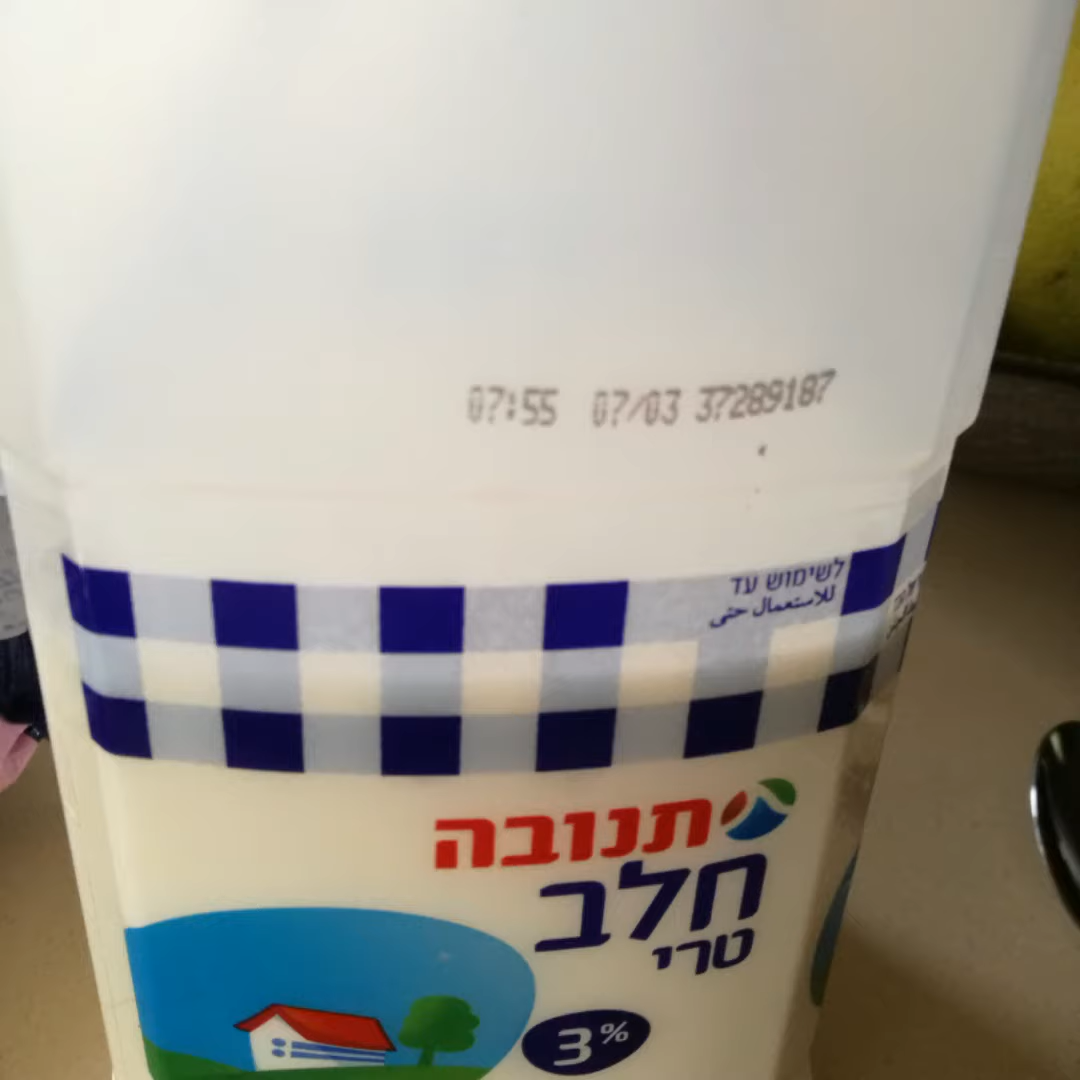 07:55 07/03 37289187
לשימוש עד
للاستعمال حتى
תנובה
חלב
טרי
3%